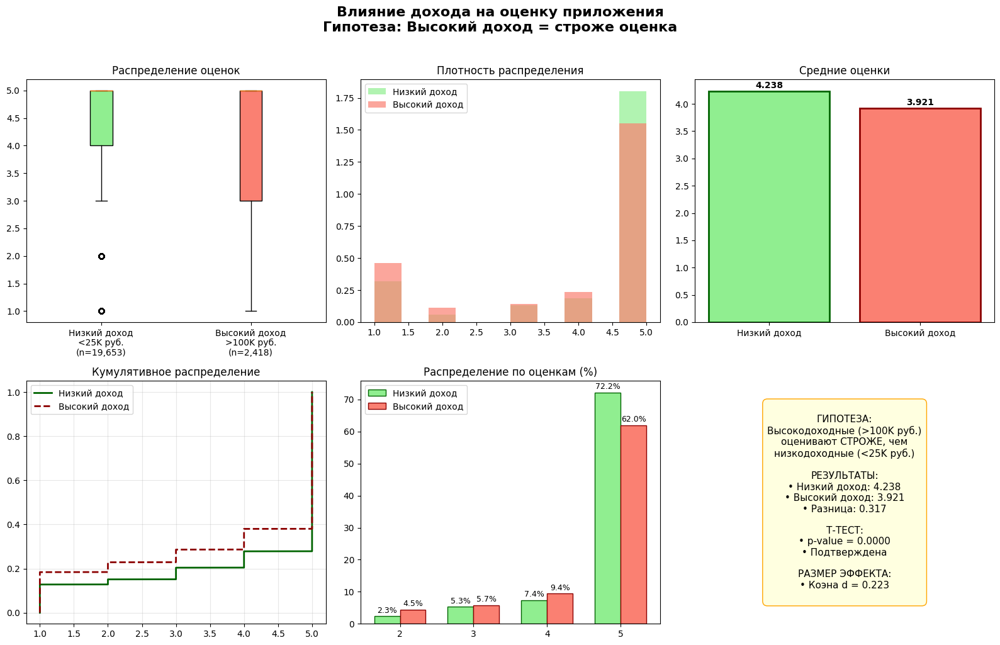 Влияние дохода на оценку приложения
Гипотеза: Высокий доход = строже оценка
Распределение оценок
5.0
4.5
4.0
3.5
3.0
2.5
2.0
1.5
1.0
Низкий доход
<25K руб.
(n=19,653)
Высокий доход
>100K руб.
(n=2,418)
Плотность распределения
Низкий доход
Высокий доход
1.75
1.50
1.25
1.00
0.75
0.50
0.25
0.00
1.0 1.5 2.0 2.5 3.0 3.5 4.0 4.5 5.0
Средние оценки
4.238
3.921
4.0
3.5
3.0
2.5
2.0
1.5
1.0
0.5
0.0
Низкий доход
Высокий доход
Кумулятивное распределение
Низкий доход
Высокий доход
1.0
0.8
0.6
0.4
0.2
0.0
1.0 1.5 2.0 2.5 3.0 3.5 4.0 4.5 5.0
Распределение по оценкам (%)
Низкий доход
Высокий доход
70
60
50
40
30
20
10
0
2.3%
4.5%
5.3%
5.7%
7.4%
9.4%
72.2%
62.0%
2 3 4 5
ГИПОТЕЗА:
Высокодоходные (>100K руб.)
оценивают СТРОЖЕ, чем
низкодоходные (<25K руб.)
РЕЗУЛЬТАТЫ:
• Низкий доход: 4.238
• Высокий доход: 3.921
• Разница: 0.317
Т-ТЕСТ:
• p-value = 0.0000
• Подтверждена
РАЗМЕР ЭФФЕКТА:
• Коэна d = 0.223